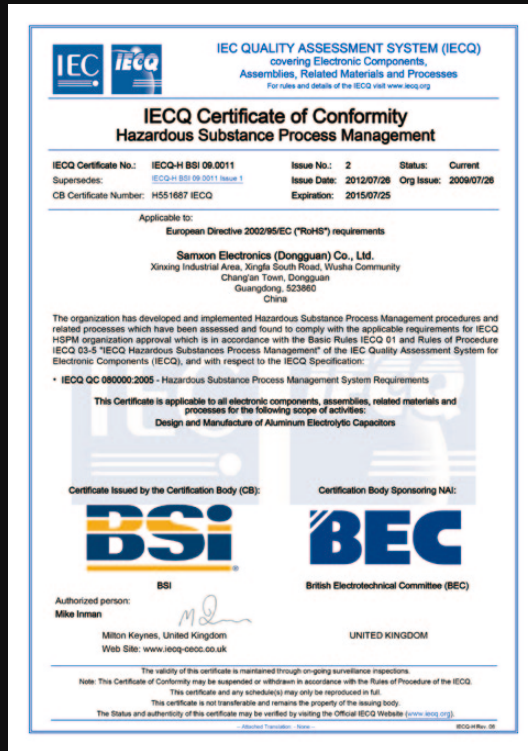 IEC IECQ
IEC QUALITY ASSESSMENT SYSTEM (IECQ)
covering Electronic Components,
Assemblies, Related Materials and Processes
For rules and details of the IECQ visit www.iecq.org
IECQ Certificate of Conformity
Hazardous Substance Process Management
IECQ Certificate No.: IECQ-H BSI 09.0011 Issue No.: 2 Status: Current
Supersedes: IECQ-H BSI 09.0011 Issue 1 Issue Date: 2012/07/26 Org Issue: 2009/07/26
CB Certificate Number: H551687 IECQ Expiration: 2015/07/25
Applicable to:
European Directive 2002/95/EC ("RoHS") requirements
Samxon Electronics (Dongguan) Co., Ltd.
Xinxing Industrial Area, Xingfa South Road, Wusha Community
Chang'an Town, Dongguan
Guangdong, 523860
China
The organization has developed and implemented Hazardous Substance Process Management procedures and
related processes which have been assessed and found to comply with the applicable requirements for IECQ
HSPM organization approval which is in accordance with the Basic Rules IECQ 01 and Rules of Procedure
IECQ 03-5 "IECQ Hazardous Substances Process Management" of the IEC Quality Assessment System for
Electronic Components (IECQ), and with respect to the IECQ Specification:
• IECQ QC 080000:2005 - Hazardous Substance Process Management System Requirements
This Certificate is applicable to all electronic components, assemblies, related materials and
processes for the following scope of activities:
Design and Manufacture of Aluminum Electrolytic Capacitors
Certificate Issued by the Certification Body (CB): Certification Body Sponsoring NAI:
BSi BEC
BSI British Electrotechnical Committee (BEC)
Authorized person:
Mike Inman
Milton Keynes, United Kingdom UNITED KINGDOM
Web Site: www.iecq-cecc.co.uk
The validity of this certificate is maintained through on-going surveillance inspections.
Note: This Certificate of Conformity may be suspended or withdrawn in accordance with the Rules of Procedure of the IECQ.
This certificate and any schedule(s) may only be reproduced in full.
This certificate is not transferable and remains the property of the issuing body.
The Status and authenticity of this certificate may be verified by visiting the Official IECQ Website (www.iecq.org).
- Attached Translation: - None - IECQ-H Rev. 06